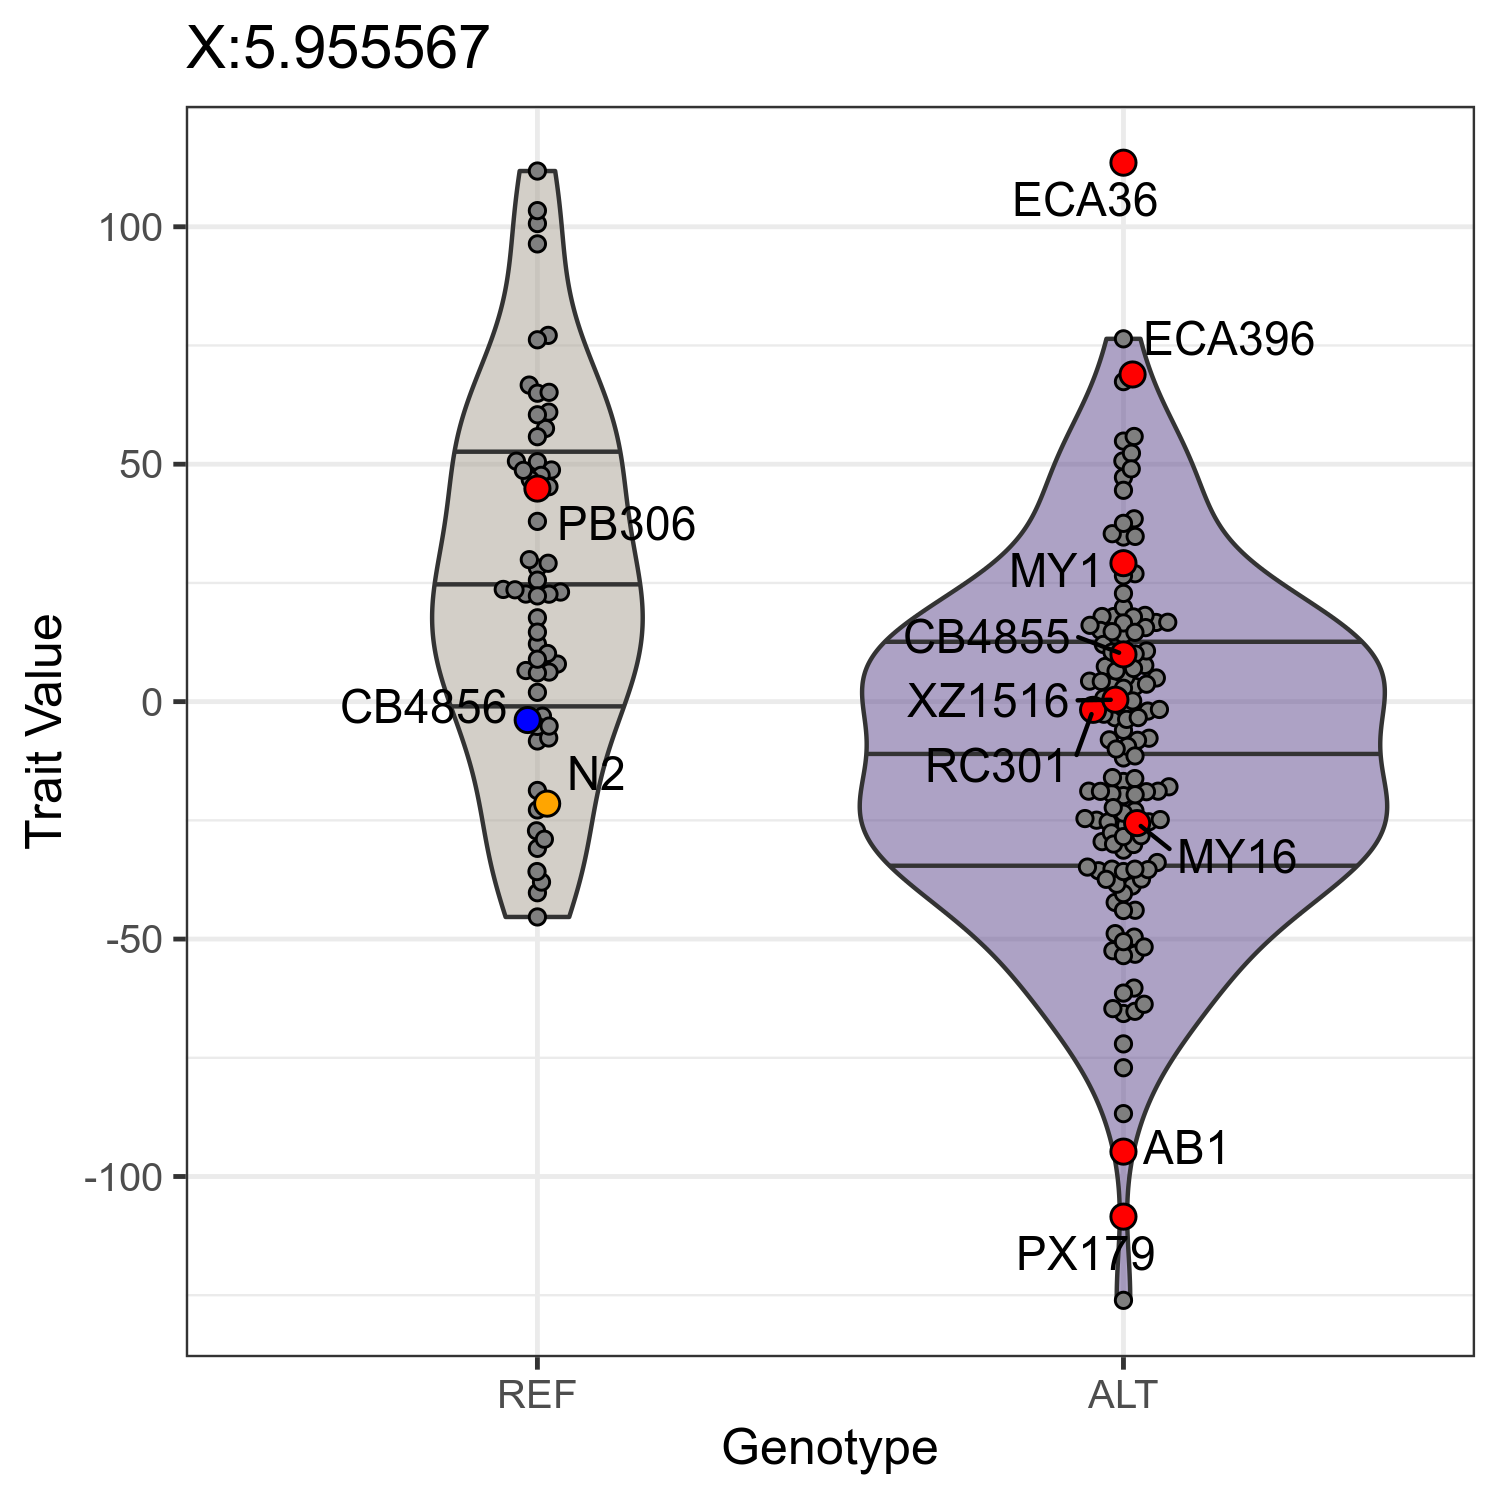 X:5.955567
Trait Value
100
50
0
-50
-100
ECA36
ECA396
PB306
MY1
CB4855
CB4856
XZ1516
RC301
N2
MY16
AB1
PX179
REF
ALT
Genotype